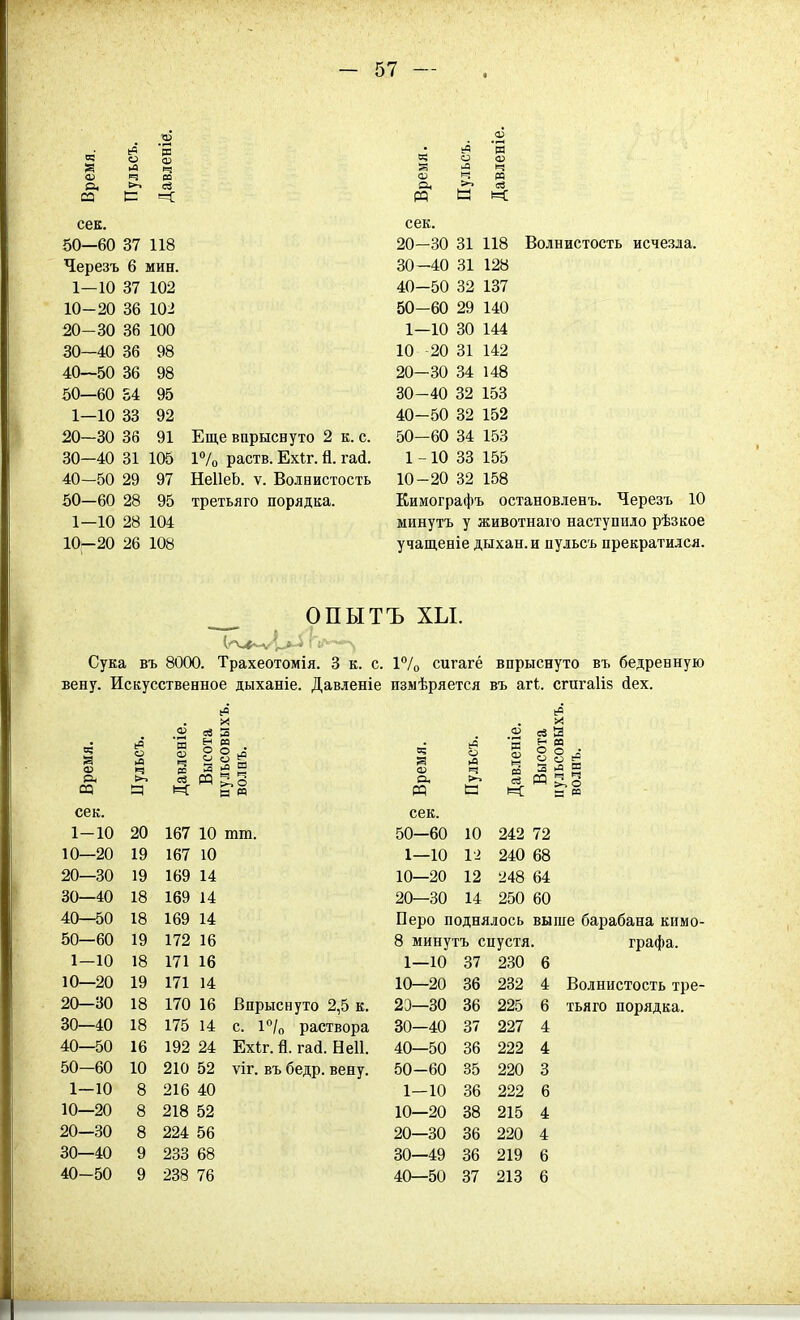 — 57 —
Время. Пульсъ. Давленіе.
сек.
50—60 37 118
Черезъ 6 мин.
1—10 37 102
10—20 36 102
20—30 36 100
30—40 36 98
40—50 36 98
50—60 34 95
1—10 33 92
20—30 36 91 Еще впрыснуто 2 к. с.
30—40 31 105 1% раств. Extr. fl. rad.
40—50 29 97 Helleb. v. Волнистость
50—60 28 95 третьяго порядка.
1—10 28 104
10—20 26 108
Время. Пульсъ. Давленіе.
сек.
20—30 31 118 Волнистость исчезла.
30—40 31 128
40—50 32 137
50—60 29 140
1—10 30 144
10 -20 31 142
20—30 34 148
30—40 32 153
40—50 32 152
50—60 34 153
1-10 33 155
10-20 32 158
Кимографъ остановленъ. Черезъ 10
минутъ у животнаго наступило рѣзкое
учащеніе дыхан. и пульсъ прекратился.
ОПЫТЪ XLI.
Сука въ 8000. Трахеотомія. 3 к. с. 1% curarè впрыснуто въ бедренную
вену. Искусственное дыханіе. Давленіе измѣряется въ art. cruralis dex.
Время. Пульсъ. Давленіе. Высота пульсовыхъ волнъ.
сек.
1—10 20 167 10 mm.
10—20 19 167 10
20—30 19 169 14
30—40 18 169 14
40—50 18 169 14
50—60 19 172 16
1—10 18 171 16
10—20 19 171 14
20—30 18 170 16 Впрыснуто 2,5 к.
30—40 18 175 14 с. 1% раствора
40—50 16 192 24 Extr. fl. rad. Hell.
50—60 10 210 52 vir. въ бедр. вену.
1—10 8 216 40
10—20 8 218 52
20—30 8 224 56
30—40 9 233 68
40—50 9 238 76
Время. Пульсъ. Давленіе. Высота пульсовыхъ волнъ.
сек.
50—60 10 242 72
1—10 12 240 68
10—20 12 248 64
20—30 14 250 60
Перо поднялось выше барабана кимо-
8 минутъ спустя. графа.
1—10 37 230 6
10—20 36 232 4 Волнистость тре-
20—30 36 225 6 тьяго порядка.
30—40 37 227 4
40—50 36 222 4
50—60 35 220 3
1—10 36 222 6
10—20 38 215 4
20—30 36 220 4
30—49 36 219 6
40—50 37 213 6